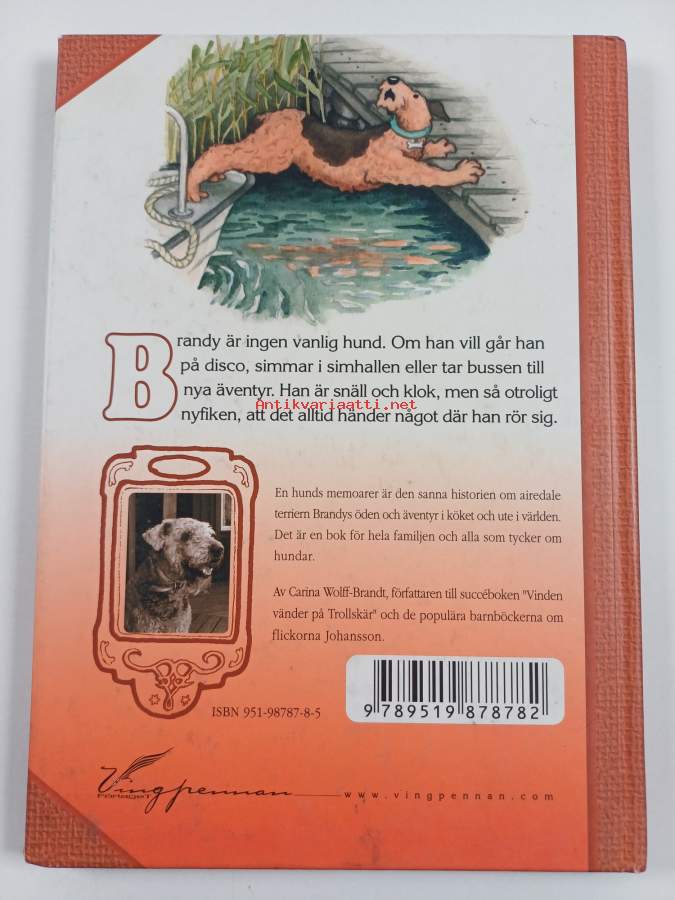 Brandy är ingen vanlig hund. Om han vill går han
på disco, simmar i simhallen eller tar bussen till
nya äventyr. Han är snäll och klok, men så otroligt
Antikvariaatti.net
nyfiken, att det alltid händer något där han rör sig.
En hunds memoarer är den sanna historien om airedale
terriern Brandys öden och äventyr i köket och ute i världen.
Det är en bok för hela familjen och alla som tycker om
hundar.
Av Carina Wolff-Brandt, författaren till succéboken "Vinden
vänder på Trollskär" och de populära barnböckerna om
flickorna Johansson.
ISBN 951-98787-8-5
9 789519 878782
Vingpennan
FÖRLAGET
www.vingpennan.com